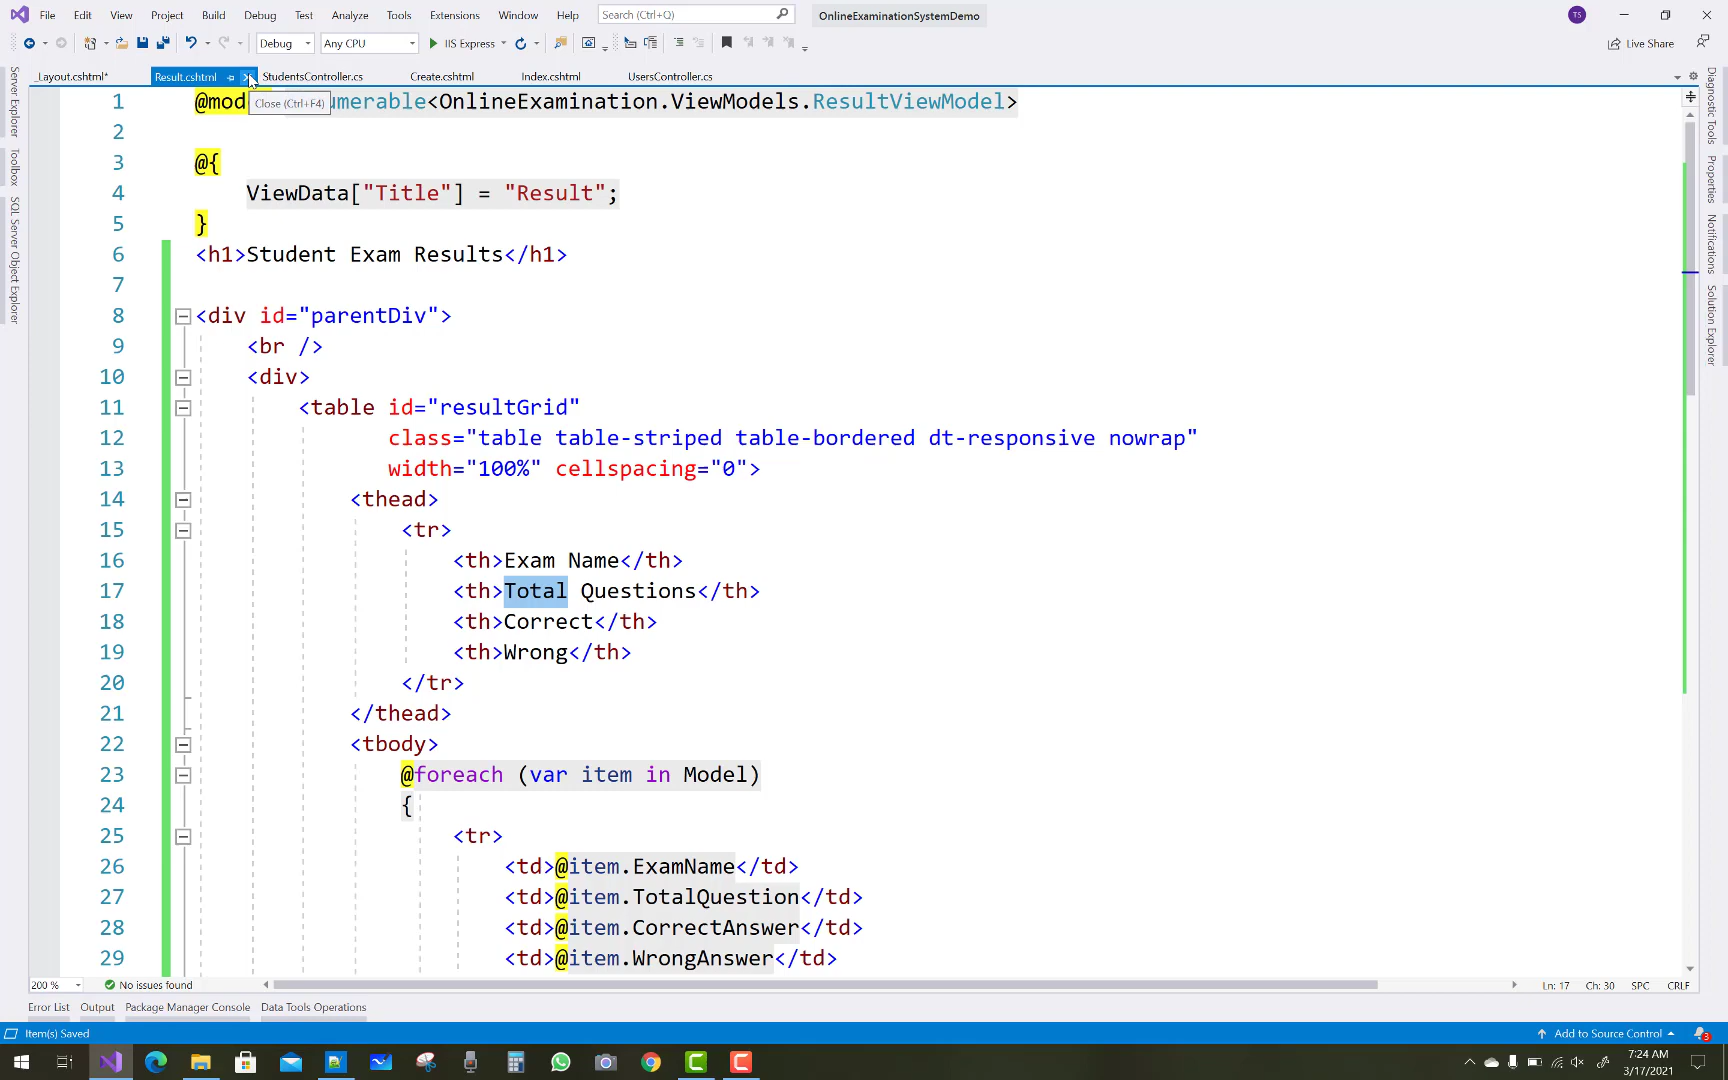 File Edit View Project Build Debug Test Analyze Tools Extensions Window Help Search (Ctrl+Q) OnlineExaminationSystemDemo TS
Debug Any CPU IIS Express Live Share
_Layout.cshtml* Result.cshtml StudentsController.cs Create.cshtml Index.cshtml UsersController.cs
Server Explorer
Toolbox
SQL Server Object Explorer
Close (Ctrl+F4)
1 @mod umerable<OnlineExamination.ViewModels.ResultViewModel>
2
3 @{
4 ViewData["Title"] = "Result";
5 }
6 <h1>Student Exam Results</h1>
7
8 <div id="parentDiv">
9 <br />
10 <div>
11 <table id="resultGrid"
12 class="table table-striped table-bordered dt-responsive nowrap"
13 width="100%" cellspacing="0">
14 <thead>
15 <tr>
16 <th>Exam Name</th>
17 <th>Total Questions</th>
18 <th>Correct</th>
19 <th>Wrong</th>
20 </tr>
21 </thead>
22 <tbody>
23 @foreach (var item in Model)
24 {
25 <tr>
26 <td>@item.ExamName</td>
27 <td>@item.TotalQuestion</td>
28 <td>@item.CorrectAnswer</td>
29 <td>@item.WrongAnswer</td>
Diagnostic Tools
Properties
Notifications
Solution Explorer
200 % No issues found Ln: 17 Ch: 30 SPC CRLF
Error List Output Package Manager Console Data Tools Operations
Item(s) Saved Add to Source Control 3
7:24 AM
3/17/2021